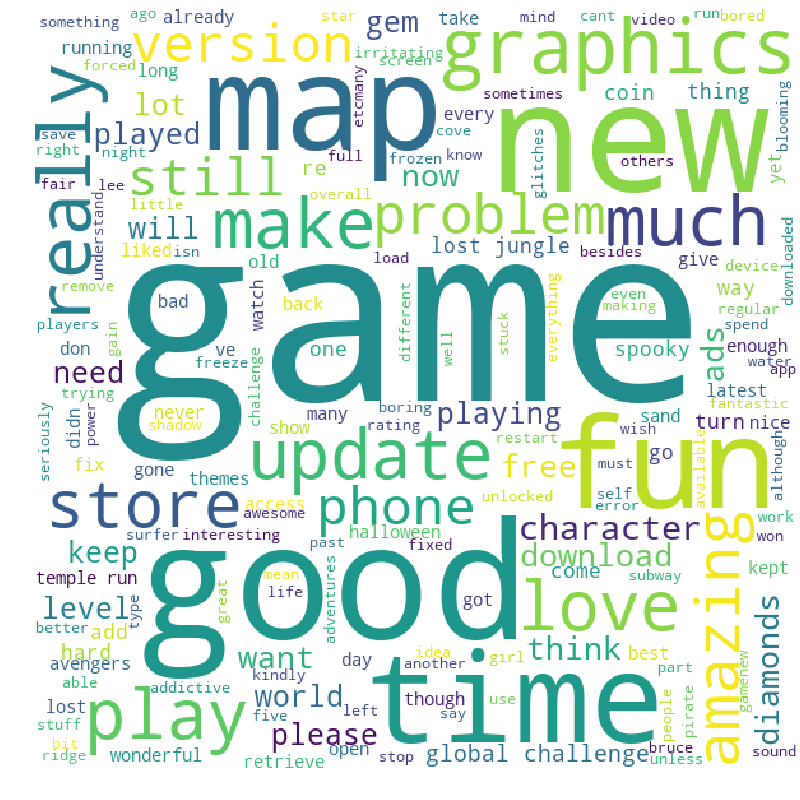 ago
already
something
star
gem
take
mind
cant
video
run
bored
running
forced
version
irritating
screen
graphics
long
lot
map
etcmany
sometimes
coin
thing
really
save
played
every
new
blooming
right
night
full
cove
frozen
know
glitches
others
yet
fair
lee
still
re
now
understand
little
overall
make
problem
much
will
liked
isn
load
lost jungle
besides
give
remove
old
game
device
downloaded
players
gain
bad
watch
back
different
well
stuck
everything
making
even
way
regular
don
ve
freeze
one
spooky
ads
spend
enough
water
app
need
trying
challenge
latest
fantastic
seriously
didn
power
never
shadow
many
boring
rating
playing
sand
turn
nice
show
restart
wish
go
fix
gone
update
fun
free
must
available
although
themes
store
access
awesome
phone
unlocked
self
error
surfer
interesting
halloween
past
fixed
character
work
won
keep
good
download
amazing
temple run
mean
adventures
come
subway
kept
level
type
great
life
got
love
diamonds
better
add
hard
want
day
another
idea
girl
think
best
gamenew
avengers
able
addictive
kindly
time
part
lost
world
five
left
though
use
say
people
pirate
stuff
play
please
bit
ridge
wonderful
retrieve
open
stop
global challenge
bruce
unless
sound